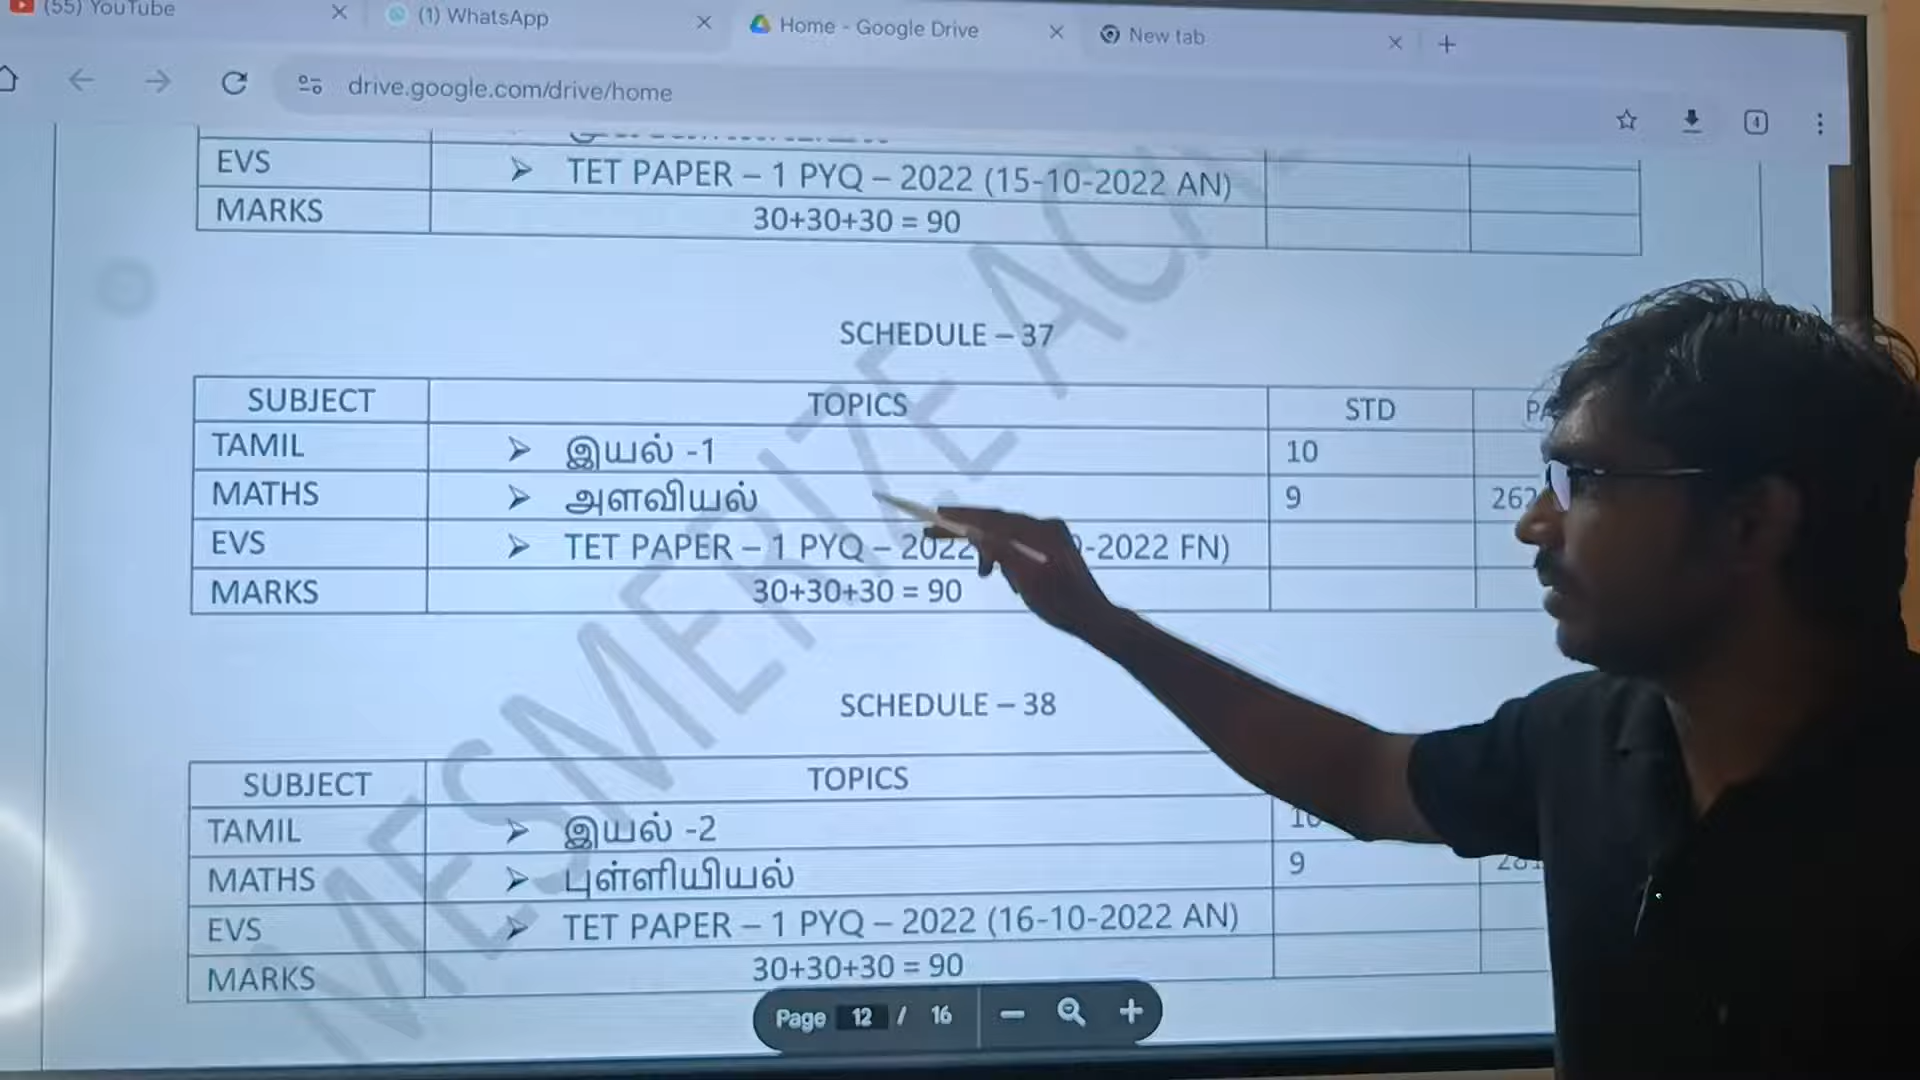 (55) YouTube
(1) WhatsApp
Home - Google Drive
New tab
drive.google.com/drive/home
4
EVS ➢ TET PAPER – 1 PYQ – 2022 (15-10-2022 AN)
MARKS 30+30+30 = 90
SCHEDULE – 37
SUBJECT TOPICS STD
TAMIL ➢ இயல் -1 10
MATHS ➢ அளவியல் 9 262
EVS ➢ TET PAPER – 1 PYQ – 2022 -2022 FN)
MARKS 30+30+30 = 90
SCHEDULE – 38
SUBJECT TOPICS
TAMIL ➢ இயல் -2 10
MATHS ➢ புள்ளியியல் 9
EVS ➢ TET PAPER – 1 PYQ – 2022 (16-10-2022 AN)
MARKS 30+30+30 = 90
MESMERIZE
Page 12 / 16